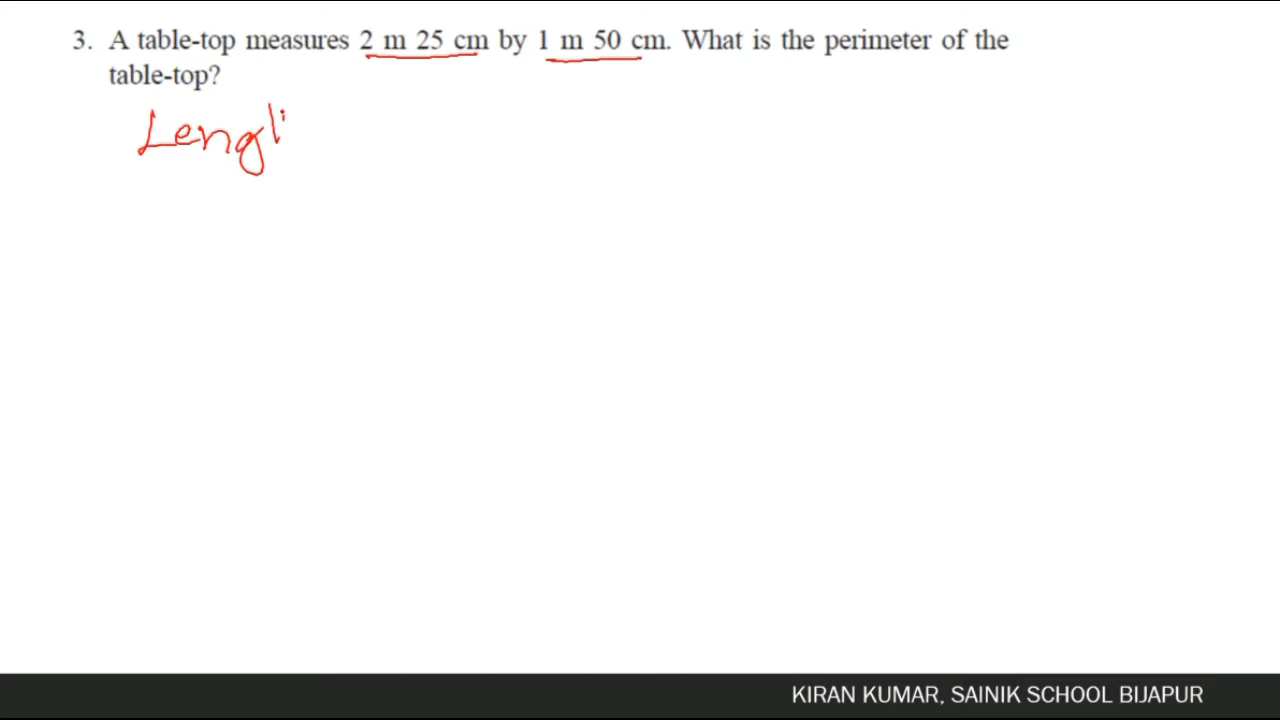 3. A table-top measures 2 m 25 cm by 1 m 50 cm. What is the perimeter of the
table-top?
KIRAN KUMAR, SAINIK SCHOOL BIJAPUR